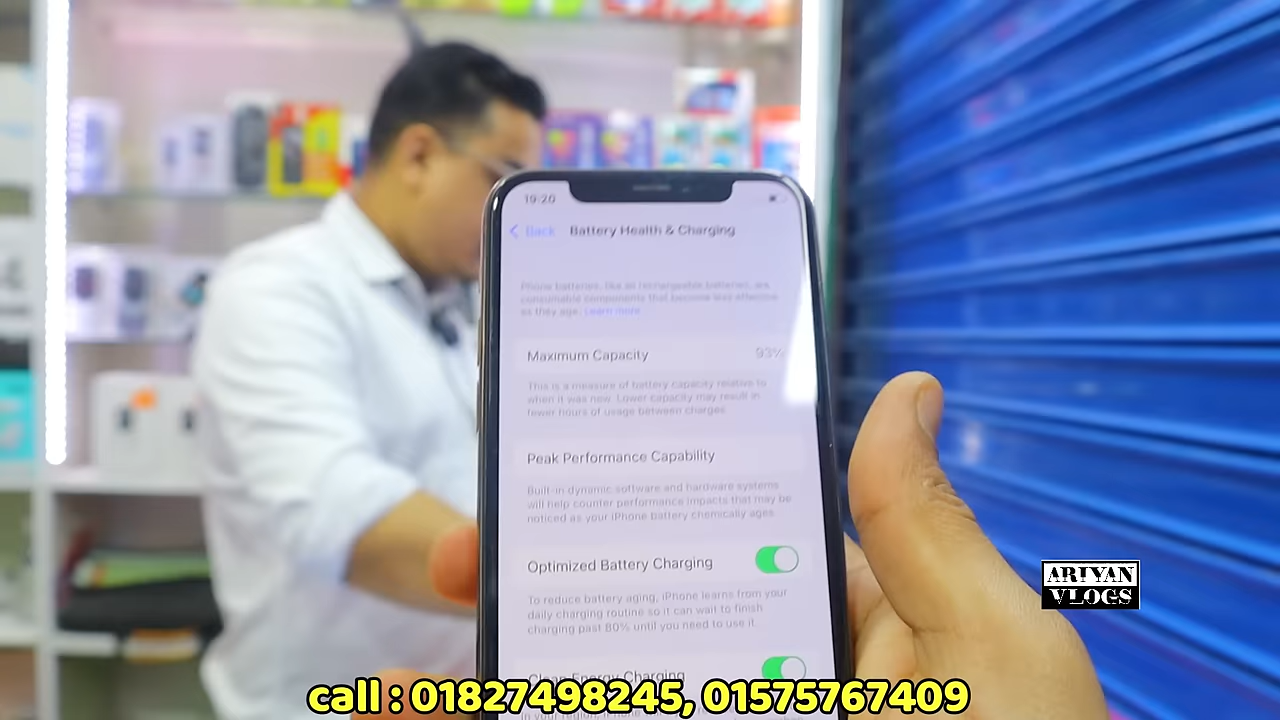 19:20
Back Battery Health & Charging
Phone batteries, like all rechargeable batteries, are
consumable components that become less effective
as they age. Learn more
Maximum Capacity 93%
This is a measure of battery capacity relative to
when it was new. Lower capacity may result in
fewer hours of usage between charges.
Peak Performance Capability
Built-in dynamic software and hardware systems
will help counter performance impacts that may be
noticed as your iPhone battery chemically ages.
Optimized Battery Charging
To reduce battery aging, iPhone learns from your
daily charging routine so it can wait to finish
charging past 80% until you need to use it.
Clean Energy Charging
ARIYAN
VLOGS
call : 01827498245, 01575767409